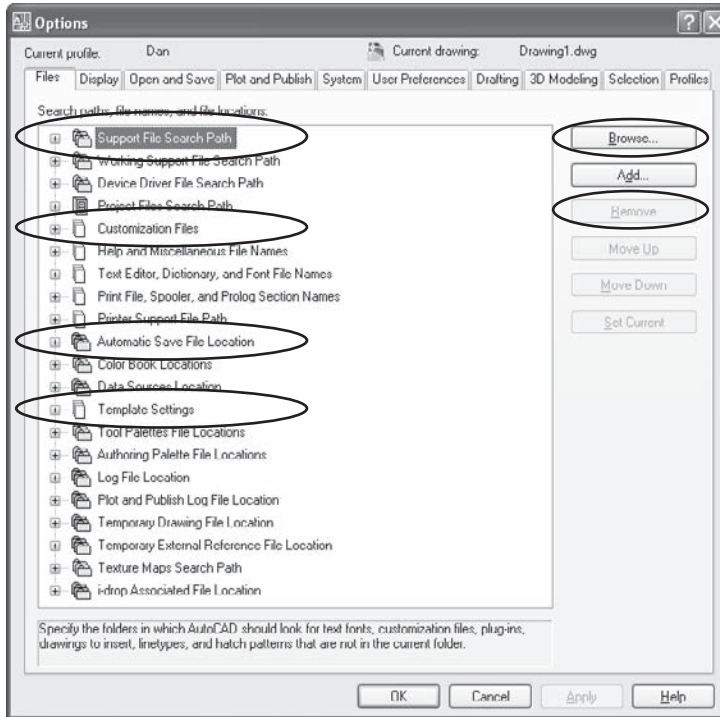 Options
Current profile: Dan Current drawing: Drawing1.dwg
Files Display Open and Save Plot and Publish System User Preferences Drafting 3D Modeling Selection Profiles
Search paths, file names, and file locations:
Support File Search Path
Browse...
Working Support File Search Path
Device Driver File Search Path
Add...
Project Files Search Path
Remove
Customization Files
Help and Miscellaneous File Names
Move Up
Text Editor, Dictionary, and Font File Names
Print File, Spooler, and Prolog Section Names
Move Down
Printer Support File Path
Set Current
Automatic Save File Location
Color Book Locations
Data Sources Location
Template Settings
Tool Palettes File Locations
Authoring Palette File Locations
Log File Location
Plot and Publish Log File Location
Temporary Drawing File Location
Temporary External Reference File Location
Texture Maps Search Path
i-drop Associated File Location
Specify the folders in which AutoCAD should look for text fonts, customization files, plug-ins,
drawings to insert, linetypes, and hatch patterns that are not in the current folder.
OK Cancel Apply Help